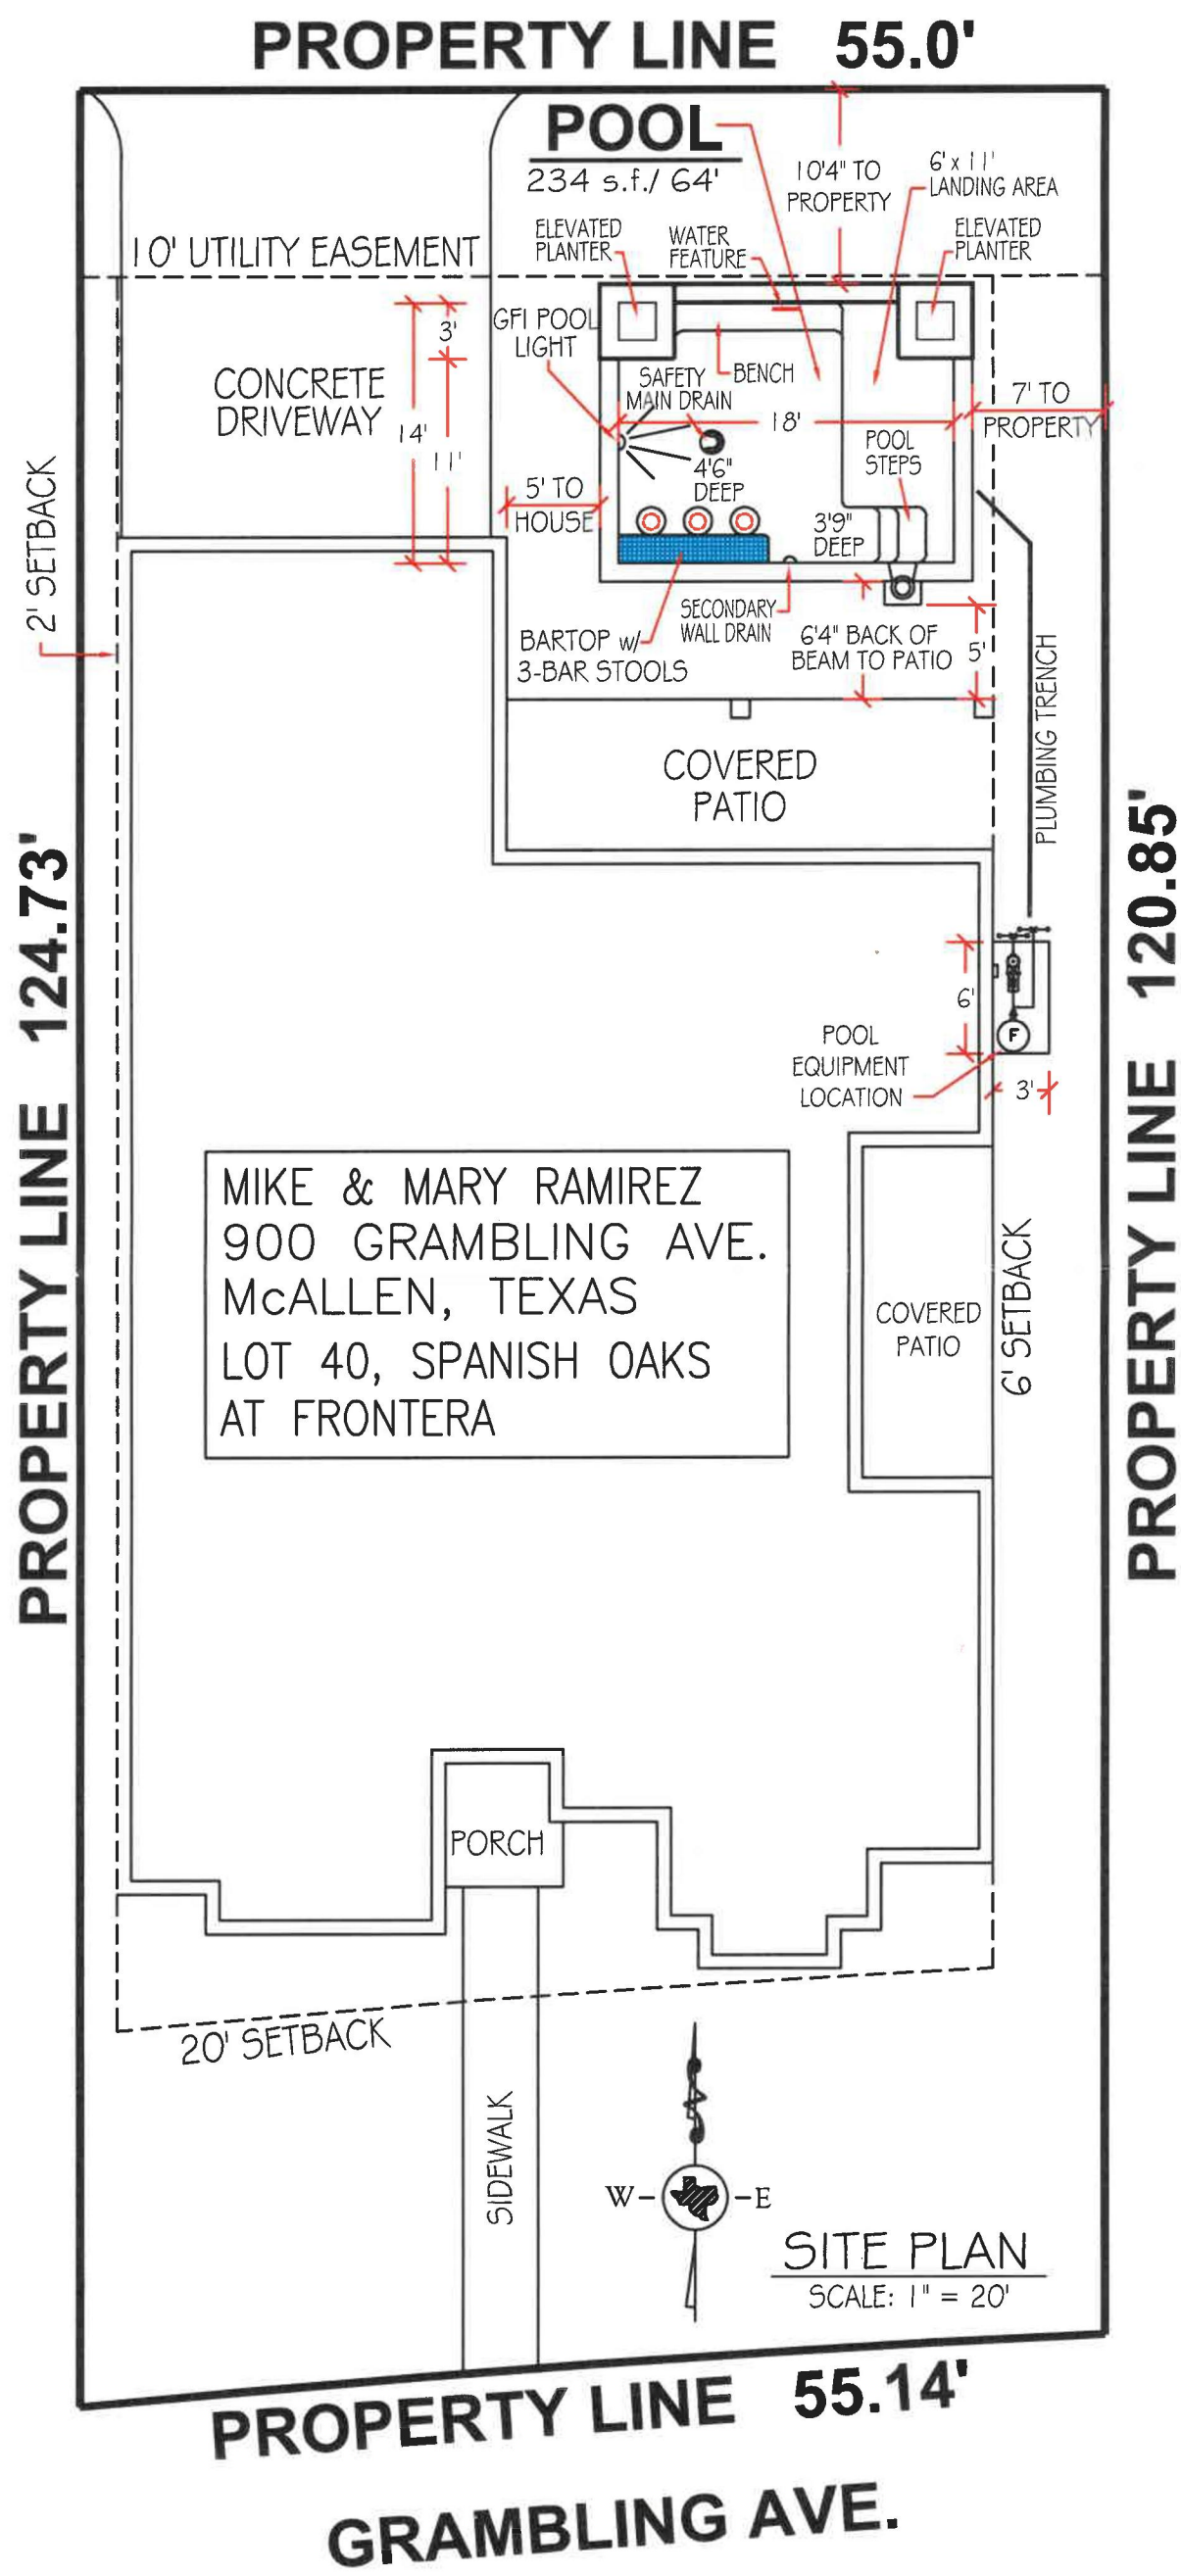 PROPERTY LINE 55.0'
POOL
234 s.f./ 64'
10'4" TO
PROPERTY
6' x 11'
LANDING AREA
ELEVATED
PLANTER
WATER
FEATURE
ELEVATED
PLANTER
10' UTILITY EASEMENT
GFI POOL
LIGHT
3'
CONCRETE
DRIVEWAY
14'
11'
SAFETY
MAIN DRAIN
BENCH
18'
7' TO
PROPERTY
POOL
STEPS
4'6"
DEEP
5' TO
HOUSE
3'9"
DEEP
2' SETBACK
SECONDARY
WALL DRAIN
BARTOP w/
3-BAR STOOLS
6'4" BACK OF
BEAM TO PATIO
5'
PLUMBING TRENCH
COVERED
PATIO
PROPERTY LINE 124.73'
PROPERTY LINE 120.85'
6'
F
POOL
EQUIPMENT
LOCATION
3'
MIKE & MARY RAMIREZ
900 GRAMBLING AVE.
McALLEN, TEXAS
LOT 40, SPANISH OAKS
AT FRONTERA
COVERED
PATIO
6' SETBACK
PORCH
20' SETBACK
SIDEWALK
W
E
SITE PLAN
SCALE: 1" = 20'
PROPERTY LINE 55.14'
GRAMBLING AVE.